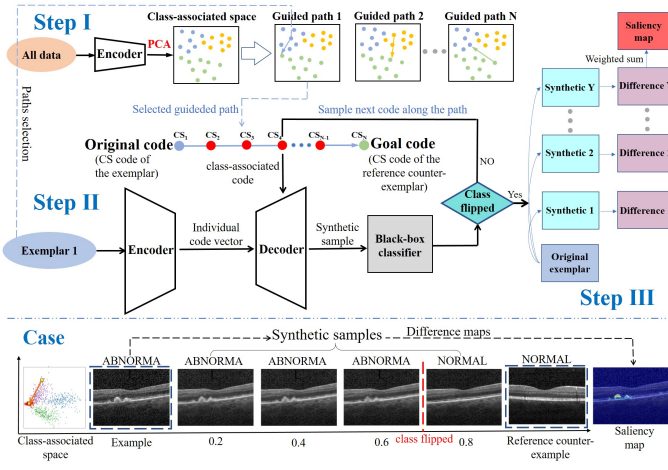 Step I
All data
Encoder
PCA
Class-associated space
Guided path 1
Guided path 2
Guided path N
Saliency map
Weighted sum
Synthetic Y
Difference Y
Synthetic 2
Difference
Synthetic 1
Difference
Original exemplar
Step III
Paths selection
Selected guideded path
Sample next code along the path
Original code
(CS code of the exemplar)
CS1
CS2
CS3
CS4
CSN-1
CSN
Goal code
(CS code of the reference counter-exemplar)
class-associated code
NO
Class flipped
Yes
Step II
Exemplar 1
Encoder
Individual code vector
Decoder
Synthetic sample
Black-box classifier
Case
Synthetic samples
Difference maps
ABNORMA
ABNORMA
ABNORMA
ABNORMA
NORMAL
NORMAL
Class-associated space
Example
0.2
0.4
0.6
class flipped
0.8
Reference counter-example
Saliency map